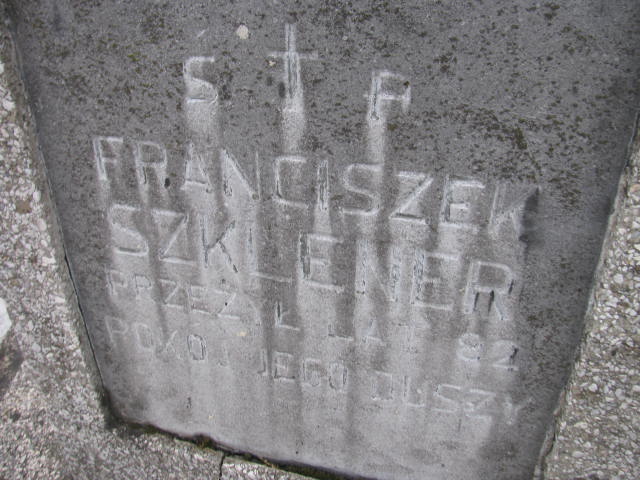 S † P
FRANCISZEK
SZKLENER
PRZEŻYŁ LAT 82
POKÓJ JEGO DUSZY